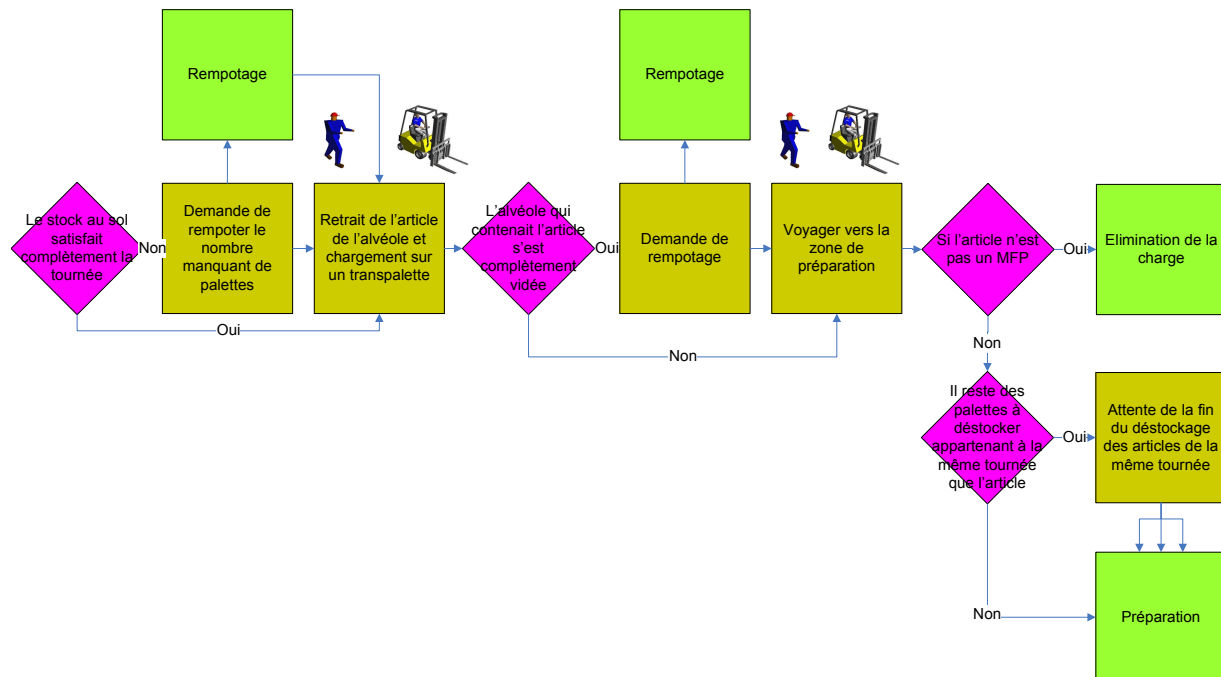 Rempotage
Rempotage
Le stock au sol
satisfait
complètement la
tournée
Non
Demande de
rempoter le
nombre
manquant de
palettes
Retrait de l’article
de l’alvéole et
chargement sur
un transpalette
L’alvéole qui
contenait l’article
s’est
complètement
vidée
Oui
Demande de
rempotage
Voyager vers la
zone de
préparation
Si l’article n’est
pas un MFP
Oui
Elimination de la
charge
Oui
Non
Non
Il reste des
palettes à
déstocker
appartenant à la
même tournée
que l’article
Oui
Attente de la fin
du déstockage
des articles de la
même tournée
Non
Préparation